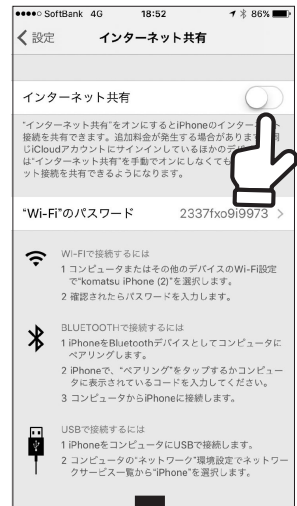 SoftBank 4G 18:52 86%
設定 インターネット共有
インターネット共有
"インターネット共有"をオンにするとiPhoneのインター
接続を共有できます。追加料金が発生する場合があります
じiCloudアカウントにサインインしているほかのデ
は"インターネット共有"を手動でオンにしなくても
ット接続を共有できるようになります。
"Wi-Fi"のパスワード 2337fxo9i9973
WI-FIで接続するには
1 コンピュータまたはその他のデバイスのWi-Fi設定
で"komatsu iPhone (2)"を選択します。
2 確認されたらパスワードを入力します。
BLUETOOTHで接続するには
1 iPhoneをBluetoothデバイスとしてコンピュータに
ペアリングします。
2 iPhoneで、"ペアリング"をタップするかコンピュー
タに表示されているコードを入力してください。
3 コンピュータからiPhoneに接続します。
USBで接続するには
1 iPhoneをコンピュータにUSBで接続します。
2 コンピュータの"ネットワーク"環境設定でネットワー
クサービス一覧から"iPhone"を選択します。